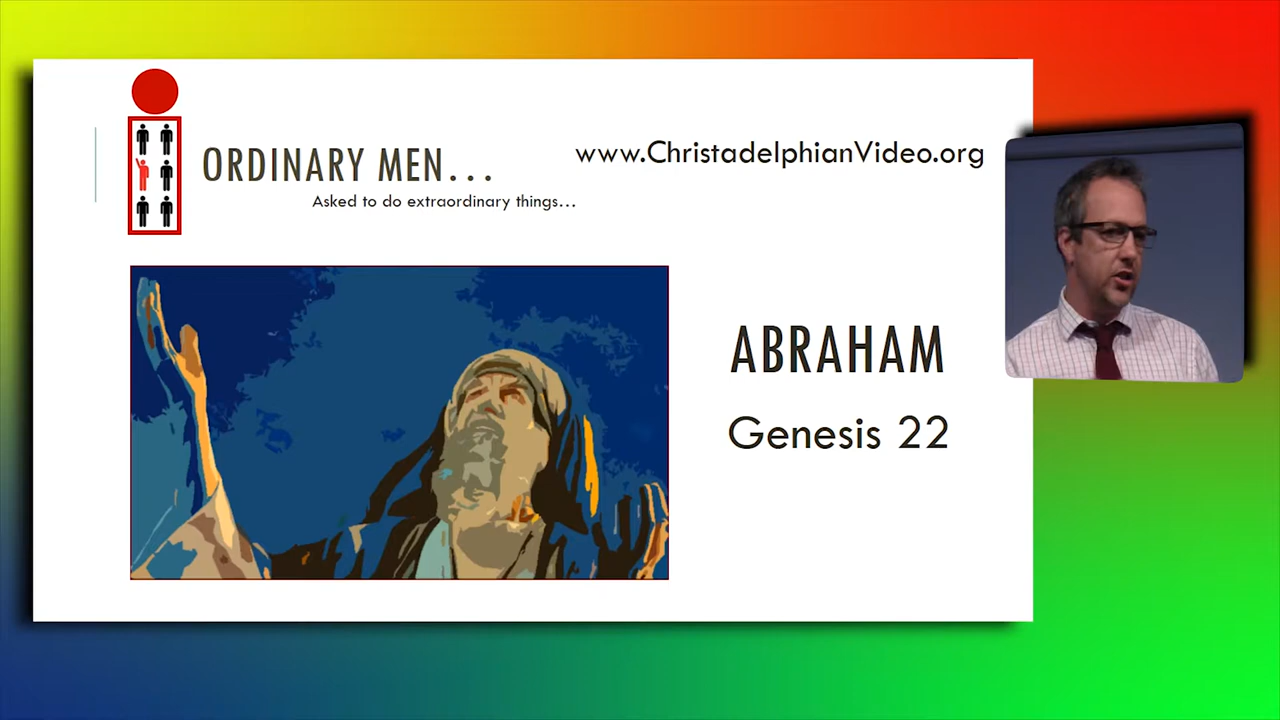 ORDINARY MEN...
www.ChristadelphianVideo.org
Asked to do extraordinary things...
ABRAHAM
Genesis 22